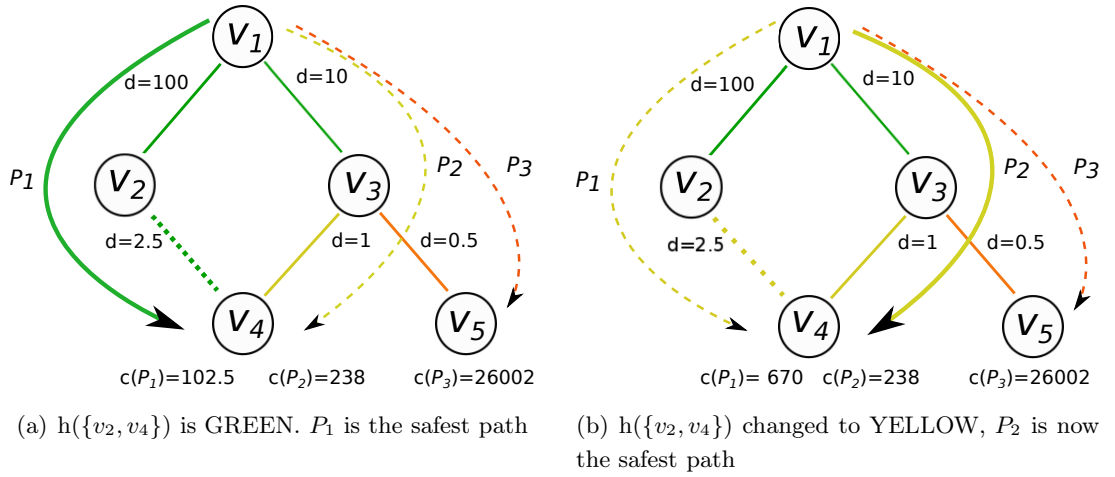 v1
d=100
d=10
P1
v2
v3
P2
P3
d=2.5
d=1
d=0.5
v4
v5
c(P1)=102.5
c(P2)=238
c(P3)=26002
(a) h({v2, v4}) is GREEN. P1 is the safest path
v1
d=100
d=10
P1
v2
v3
P2
P3
d=2.5
d=1
d=0.5
v4
v5
c(P1)= 670
c(P2)=238
c(P3)=26002
(b) h({v2, v4}) changed to YELLOW, P2 is now
the safest path